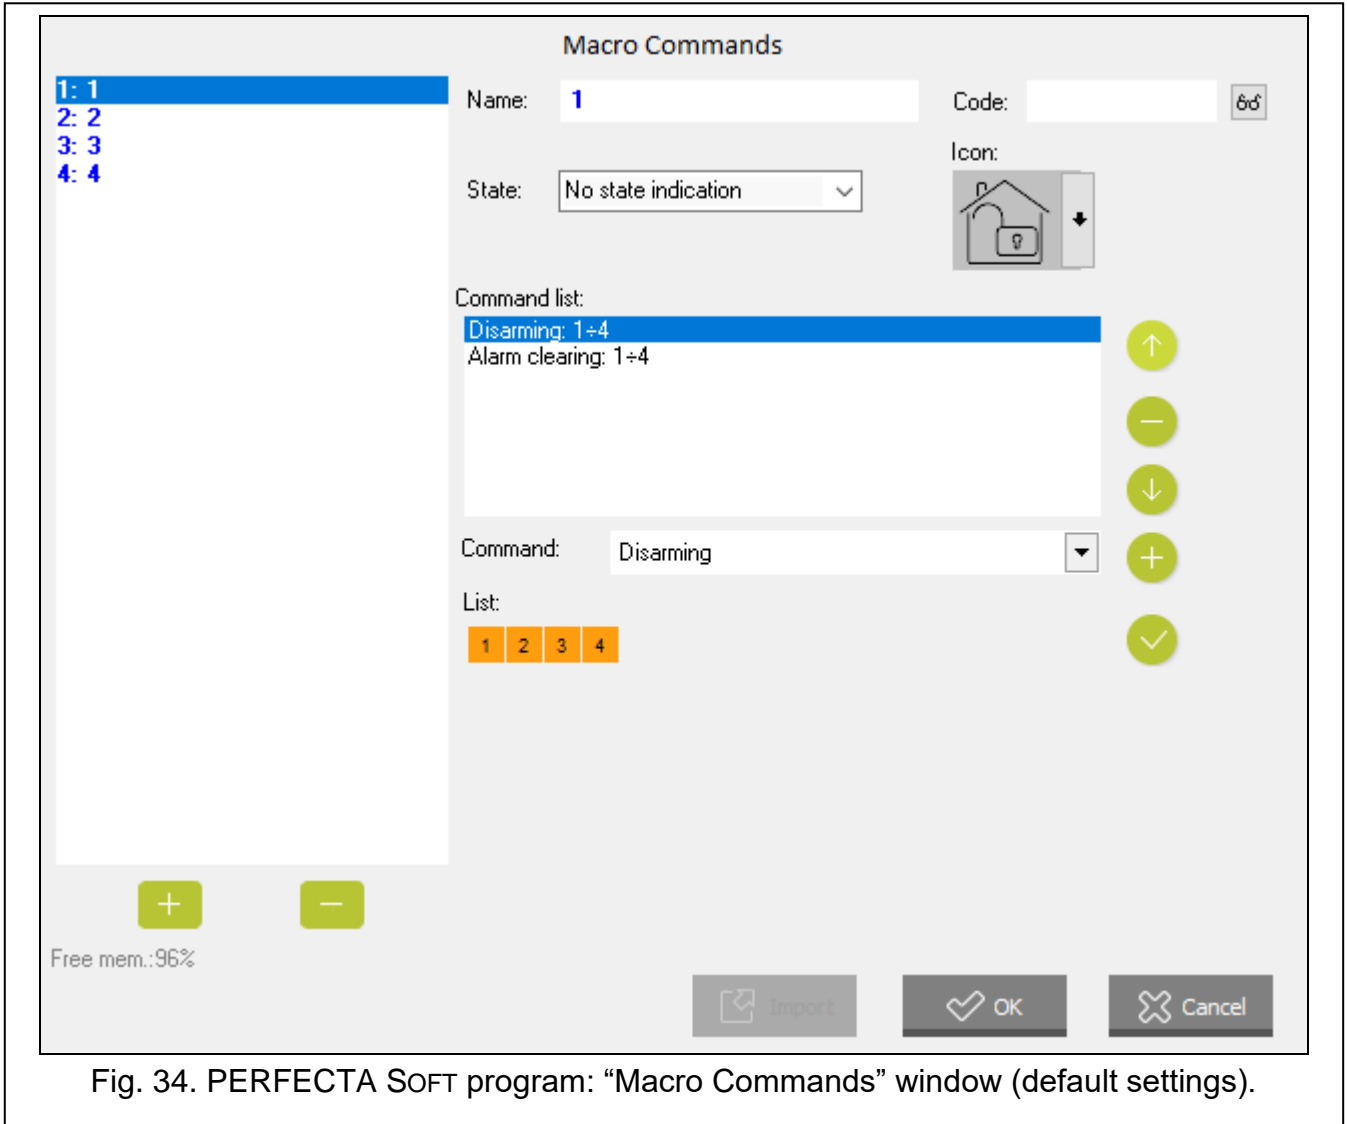 Macro Commands
1: 1
2: 2
3: 3
4: 4
Name: 1
Code:
Icon:
State: No state indication
Command list:
Disarming: 1÷4
Alarm clearing: 1÷4
Command: Disarming
List:
1 2 3 4
Free mem.:96%
Import OK Cancel
Fig. 34. PERFECTA SOFT program: “Macro Commands” window (default settings).